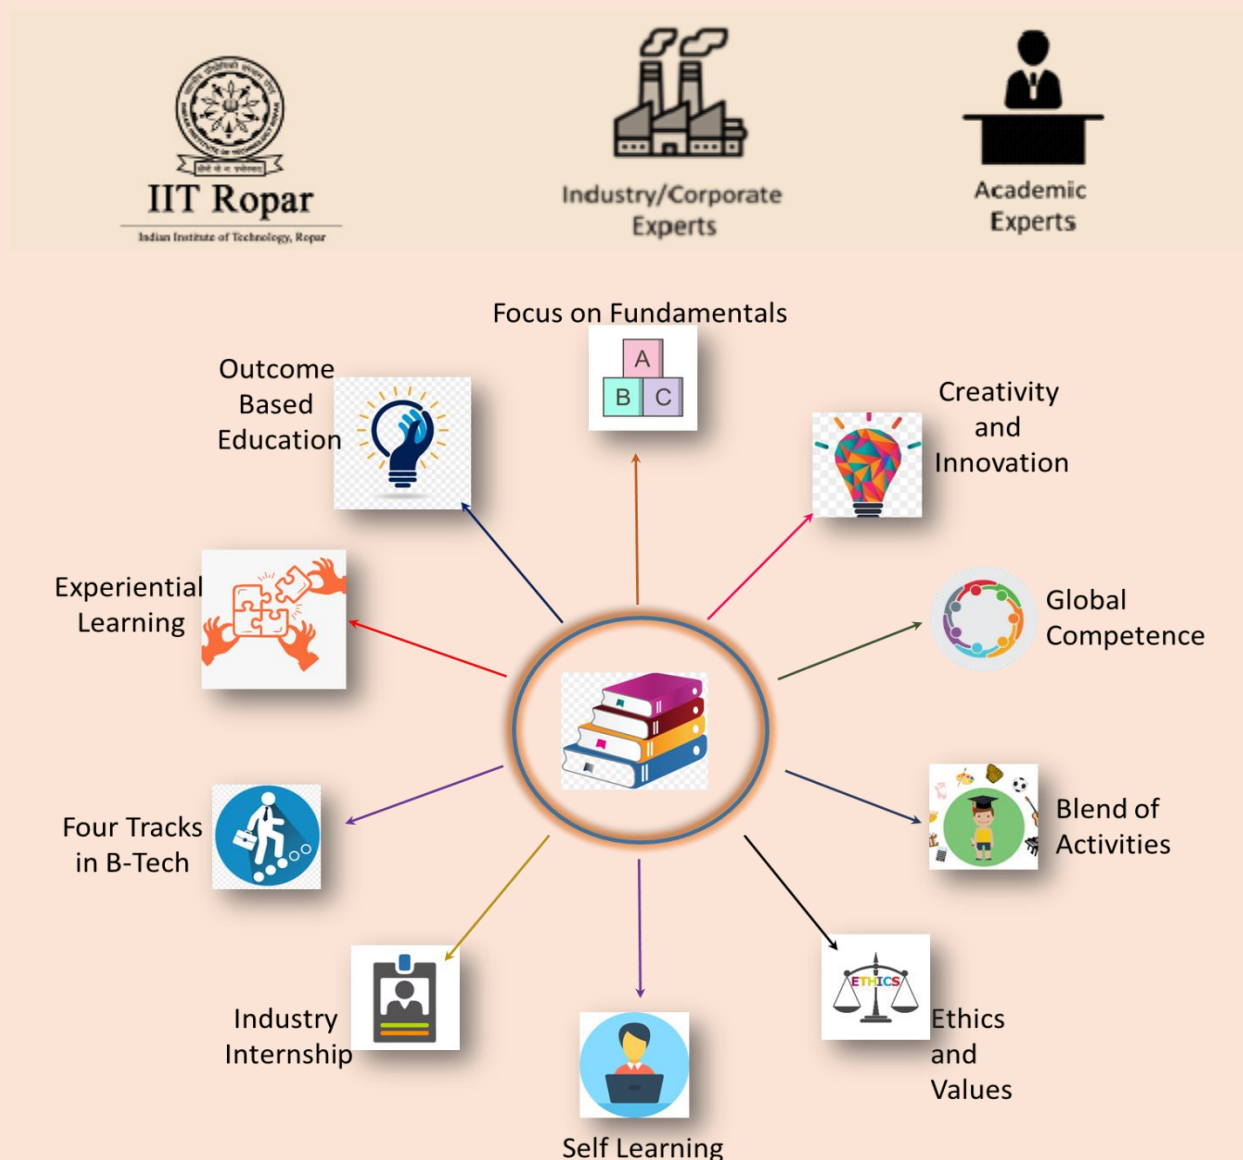 IIT Ropar
Indian Institute of Technology, Ropar
Industry/Corporate
Experts
Academic
Experts
Focus on Fundamentals
A
B C
Outcome
Based
Education
Creativity
and
Innovation
Experiential
Learning
Global
Competence
Four Tracks
in B-Tech
Blend of
Activities
Industry
Internship
ETHICS
Ethics
and
Values
Self Learning